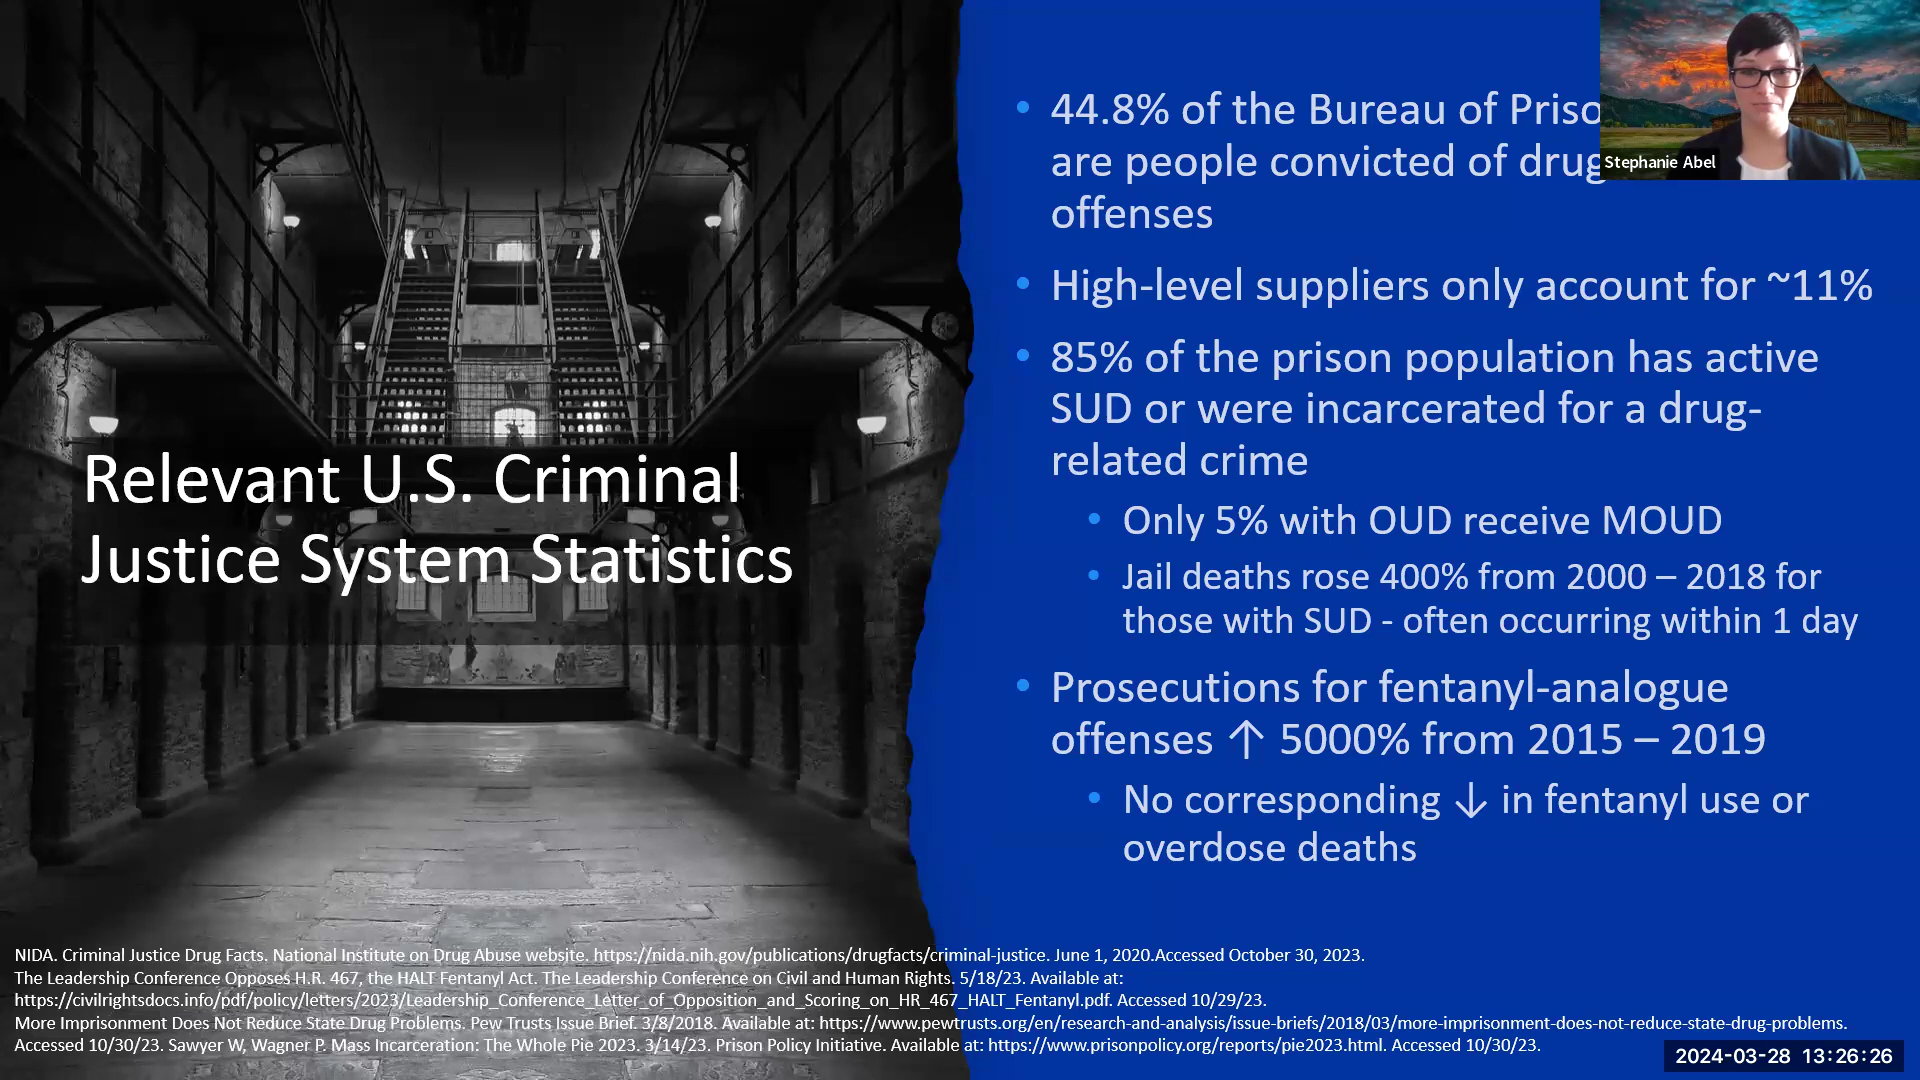 Relevant U.S. Criminal
Justice System Statistics
• 44.8% of the Bureau of
are people convicted of drug
offenses
• High-level suppliers only account for ~11%
• 85% of the prison population has active
SUD or were incarcerated for a drug-
related crime
• Only 5% with OUD receive MOUD
• Jail deaths rose 400% from 2000 – 2018 for
those with SUD - often occurring within 1 day
• Prosecutions for fentanyl-analogue
offenses ↑ 5000% from 2015 – 2019
• No corresponding ↓ in fentanyl use or
overdose deaths
Stephanie Abel
NIDA. Criminal Justice Drug Facts. National Institute on Drug Abuse website. https://nida.nih.gov/publications/drugfacts/criminal-justice. June 1, 2020.Accessed October 30, 2023.
The Leadership Conference Opposes H.R. 467, the HALT Fentanyl Act. The Leadership Conference on Civil and Human Rights. 5/18/23. Available at:
https://civilrightsdocs.info/pdf/policy/letters/2023/Leadership_Conference_Letter_of_Opposition_and_Scoring_on_HR_467_HALT_Fentanyl.pdf. Accessed 10/29/23.
More Imprisonment Does Not Reduce State Drug Problems. Pew Trusts Issue Brief. 3/8/2018. Available at: https://www.pewtrusts.org/en/research-and-analysis/issue-briefs/2018/03/more-imprisonment-does-not-reduce-state-drug-problems.
Accessed 10/30/23. Sawyer W, Wagner P. Mass Incarceration: The Whole Pie 2023. 3/14/23. Prison Policy Initiative. Available at: https://www.prisonpolicy.org/reports/pie2023.html. Accessed 10/30/23.
2024-03-28 13:26:26